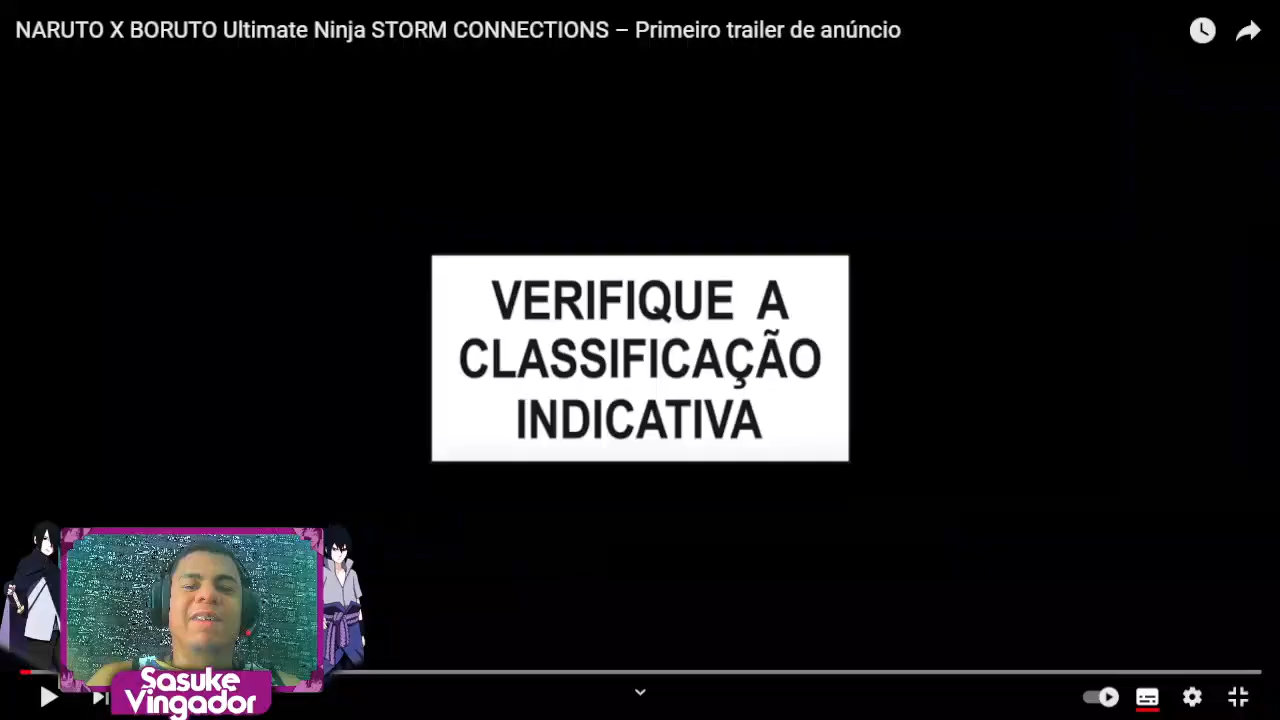 NARUTO X BORUTO Ultimate Ninja STORM CONNECTIONS – Primeiro trailer de anúncio
VERIFIQUE A
CLASSIFICAÇÃO
INDICATIVA
Sasuke
Vingador